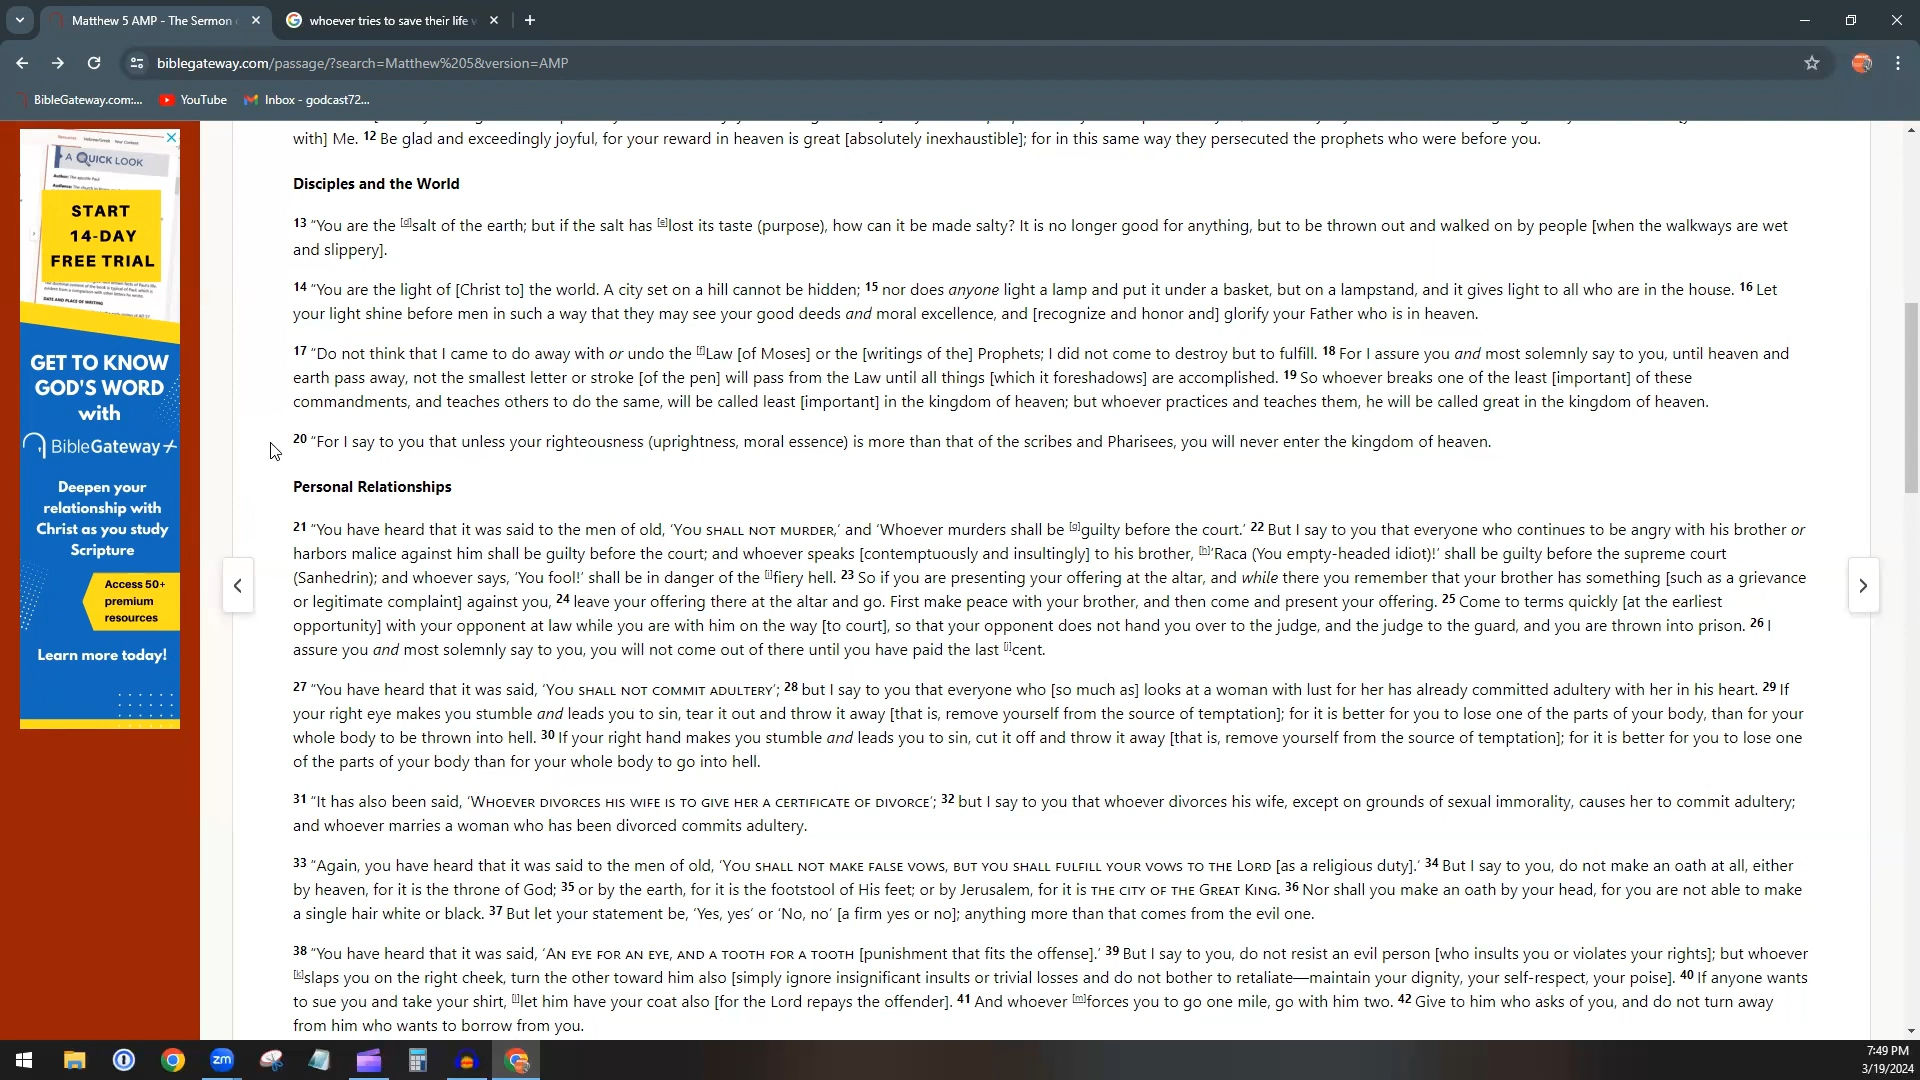 Matthew 5 AMP - The Sermon
whoever tries to save their life
biblegateway.com/passage/?search=Matthew%205&version=AMP
BibleGateway.com:...
YouTube
Inbox - godcast72...
A QUICK LOOK
START
14-DAY
FREE TRIAL
GET TO KNOW
GOD'S WORD
with
BibleGateway+
Deepen your
relationship with
Christ as you study
Scripture
Access 50+
premium
resources
Learn more today!
with] Me. 12 Be glad and exceedingly joyful, for your reward in heaven is great [absolutely inexhaustible]; for in this same way they persecuted the prophets who were before you.
Disciples and the World
13 “You are the [d]salt of the earth; but if the salt has [e]lost its taste (purpose), how can it be made salty? It is no longer good for anything, but to be thrown out and walked on by people [when the walkways are wet
and slippery].
14 “You are the light of [Christ to] the world. A city set on a hill cannot be hidden; 15 nor does anyone light a lamp and put it under a basket, but on a lampstand, and it gives light to all who are in the house. 16 Let
your light shine before men in such a way that they may see your good deeds and moral excellence, and [recognize and honor and] glorify your Father who is in heaven.
17 “Do not think that I came to do away with or undo the [f]Law [of Moses] or the [writings of the] Prophets; I did not come to destroy but to fulfill. 18 For I assure you and most solemnly say to you, until heaven and
earth pass away, not the smallest letter or stroke [of the pen] will pass from the Law until all things [which it foreshadows] are accomplished. 19 So whoever breaks one of the least [important] of these
commandments, and teaches others to do the same, will be called least [important] in the kingdom of heaven; but whoever practices and teaches them, he will be called great in the kingdom of heaven.
20 “For I say to you that unless your righteousness (uprightness, moral essence) is more than that of the scribes and Pharisees, you will never enter the kingdom of heaven.
Personal Relationships
21 “You have heard that it was said to the men of old, ‘YOU SHALL NOT MURDER,’ and ‘Whoever murders shall be [g]guilty before the court.’ 22 But I say to you that everyone who continues to be angry with his brother or
harbors malice against him shall be guilty before the court; and whoever speaks [contemptuously and insultingly] to his brother, [h]‘Raca (You empty-headed idiot)!’ shall be guilty before the supreme court
(Sanhedrin); and whoever says, ‘You fool!’ shall be in danger of the [i]fiery hell. 23 So if you are presenting your offering at the altar, and while there you remember that your brother has something [such as a grievance
or legitimate complaint] against you, 24 leave your offering there at the altar and go. First make peace with your brother, and then come and present your offering. 25 Come to terms quickly [at the earliest
opportunity] with your opponent at law while you are with him on the way [to court], so that your opponent does not hand you over to the judge, and the judge to the guard, and you are thrown into prison. 26 I
assure you and most solemnly say to you, you will not come out of there until you have paid the last [j]cent.
27 “You have heard that it was said, ‘YOU SHALL NOT COMMIT ADULTERY’; 28 but I say to you that everyone who [so much as] looks at a woman with lust for her has already committed adultery with her in his heart. 29 If
your right eye makes you stumble and leads you to sin, tear it out and throw it away [that is, remove yourself from the source of temptation]; for it is better for you to lose one of the parts of your body, than for your
whole body to be thrown into hell. 30 If your right hand makes you stumble and leads you to sin, cut it off and throw it away [that is, remove yourself from the source of temptation]; for it is better for you to lose one
of the parts of your body than for your whole body to go into hell.
31 “It has also been said, ‘WHOEVER DIVORCES HIS WIFE IS TO GIVE HER A CERTIFICATE OF DIVORCE’; 32 but I say to you that whoever divorces his wife, except on grounds of sexual immorality, causes her to commit adultery;
and whoever marries a woman who has been divorced commits adultery.
33 “Again, you have heard that it was said to the men of old, ‘YOU SHALL NOT MAKE FALSE VOWS, BUT YOU SHALL FULFILL YOUR VOWS TO THE LORD [as a religious duty].’ 34 But I say to you, do not make an oath at all, either
by heaven, for it is the throne of God; 35 or by the earth, for it is the footstool of His feet; or by Jerusalem, for it is THE CITY OF THE GREAT KING. 36 Nor shall you make an oath by your head, for you are not able to make
a single hair white or black. 37 But let your statement be, ‘Yes, yes’ or ‘No, no’ [a firm yes or no]; anything more than that comes from the evil one.
38 “You have heard that it was said, ‘AN EYE FOR AN EYE, AND A TOOTH FOR A TOOTH [punishment that fits the offense].’ 39 But I say to you, do not resist an evil person [who insults you or violates your rights]; but whoever
[k]slaps you on the right cheek, turn the other toward him also [simply ignore insignificant insults or trivial losses and do not bother to retaliate—maintain your dignity, your self-respect, your poise]. 40 If anyone wants
to sue you and take your shirt, [l]let him have your coat also [for the Lord repays the offender]. 41 And whoever [m]forces you to go one mile, go with him two. 42 Give to him who asks of you, and do not turn away
from him who wants to borrow from you.
zm
7:49 PM
3/19/2024